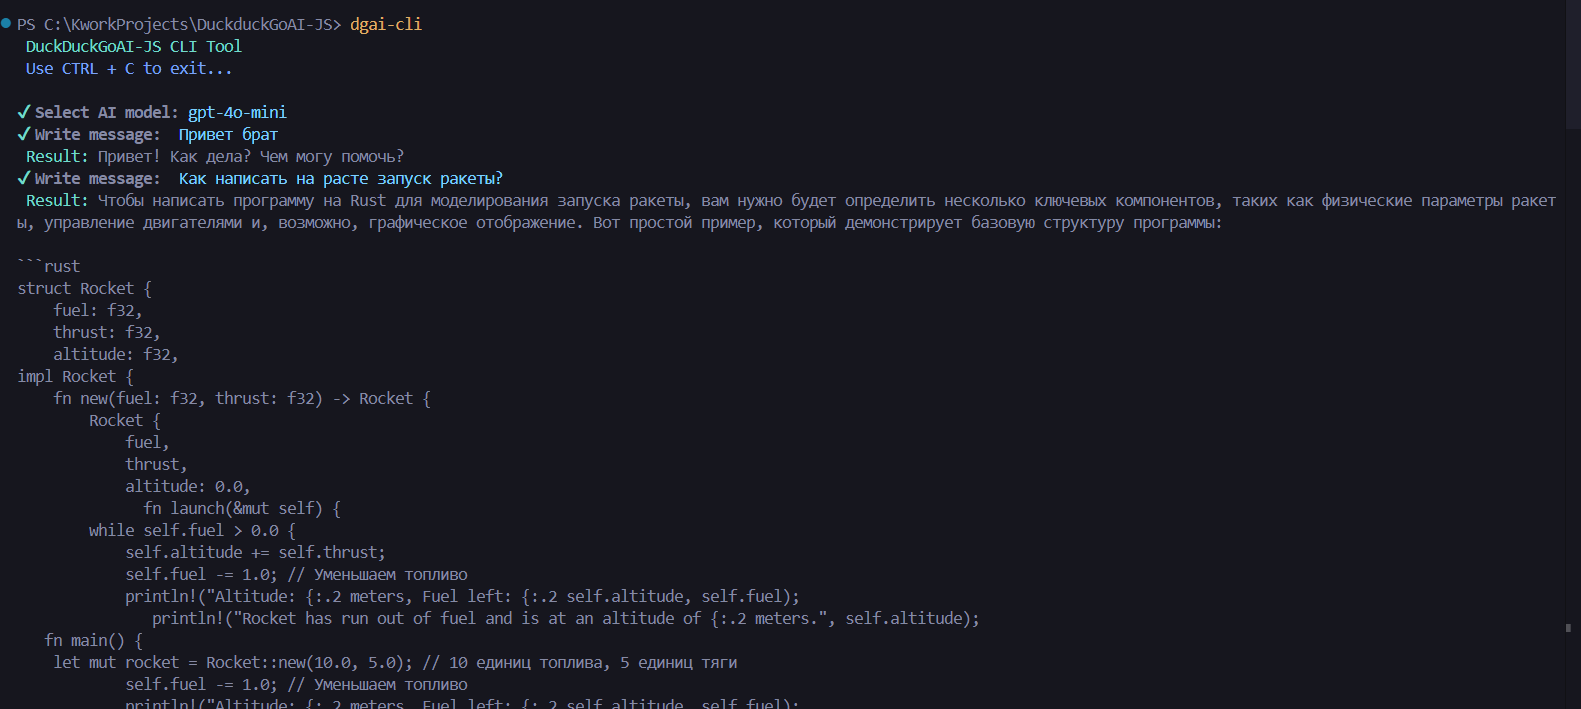 PS C:\KworkProjects\DuckduckGoAI-JS> dgai-cli
DuckDuckGoAI-JS CLI Tool
Use CTRL + C to exit...
✓ Select AI model: gpt-4o-mini
✓ Write message:  Привет брат
Result: Привет! Как дела? Чем могу помочь?
✓ Write message:  Как написать на расте запуск ракеты?
Result: Чтобы написать программу на Rust для моделирования запуска ракеты, вам нужно будет определить несколько ключевых компонентов, таких как физические параметры ракет
ы, управление двигателями и, возможно, графическое отображение. Вот простой пример, который демонстрирует базовую структуру программы:
```rust
struct Rocket {
    fuel: f32,
    thrust: f32,
    altitude: f32,
impl Rocket {
    fn new(fuel: f32, thrust: f32) -> Rocket {
        Rocket {
            fuel,
            thrust,
            altitude: 0.0,
              fn launch(&mut self) {
        while self.fuel > 0.0 {
            self.altitude += self.thrust;
            self.fuel -= 1.0; // Уменьшаем топливо
            println!("Altitude: {:.2 meters, Fuel left: {:.2 self.altitude, self.fuel);
               println!("Rocket has run out of fuel and is at an altitude of {:.2 meters.", self.altitude);
   fn main() {
    let mut rocket = Rocket::new(10.0, 5.0); // 10 единиц топлива, 5 единиц тяги
            self.fuel -= 1.0; // Уменьшаем топливо
            println!("Altitude: {:.2 meters, Fuel left: {:.2 self.altitude, self.fuel);